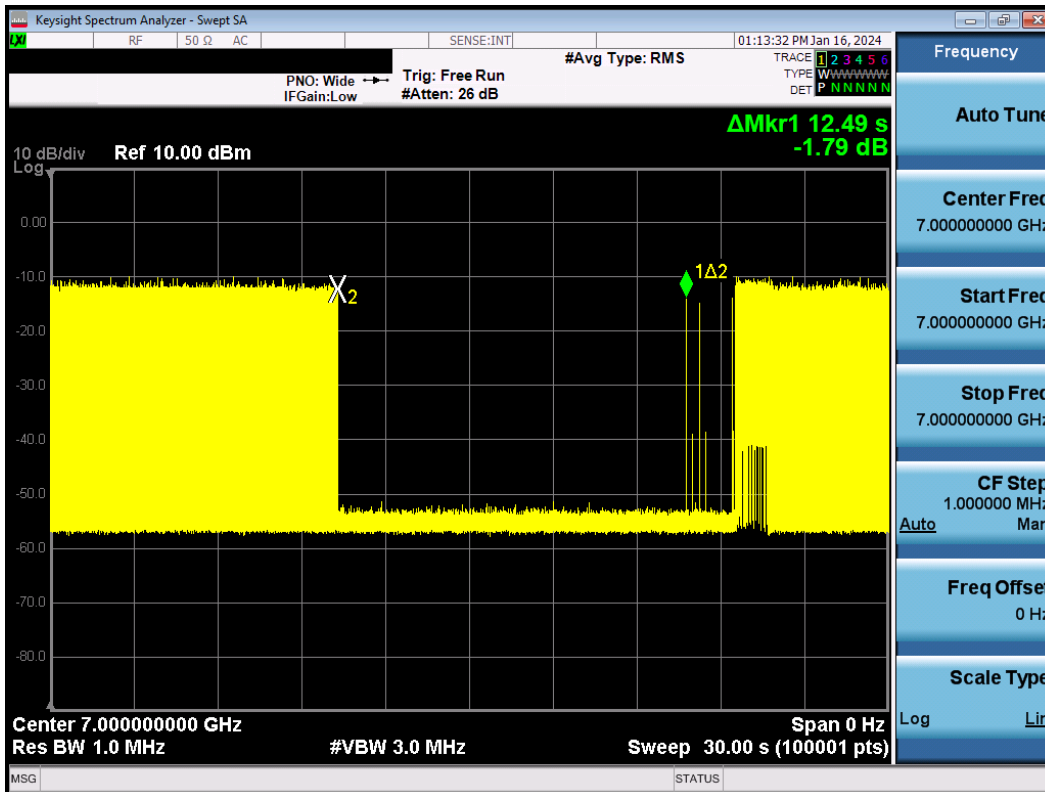 Keysight Spectrum Analyzer - Swept SA
LXI RF 50 Ω AC SENSE:INT 01:13:32 PM Jan 16, 2024
#Avg Type: RMS TRACE 1 2 3 4 5 6
PNO: Wide Trig: Free Run TYPE WWWWWW
IFGain:Low #Atten: 26 dB DET P N N N N N
ΔMkr1 12.49 s
10 dB/div Ref 10.00 dBm -1.79 dB
Log
0.00
-10.0
-20.0
-30.0
-40.0
-50.0
-60.0
-70.0
-80.0
2
1Δ2
Center 7.000000000 GHz Span 0 Hz
Res BW 1.0 MHz #VBW 3.0 MHz Sweep 30.00 s (100001 pts)
MSG STATUS
Frequency
Auto Tune
Center Freq
7.000000000 GHz
Start Freq
7.000000000 GHz
Stop Freq
7.000000000 GHz
CF Step
1.000000 MHz
Auto Man
Freq Offset
0 Hz
Scale Type
Log Lin